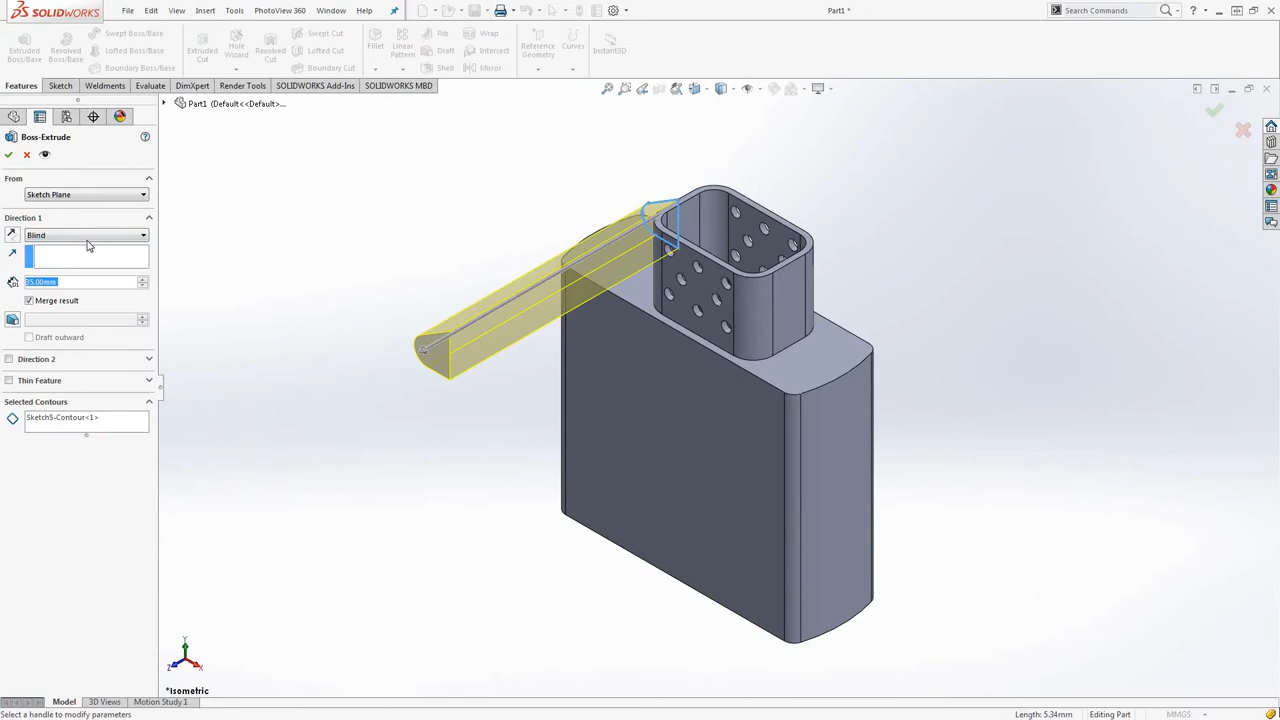 SOLIDWORKS File Edit View Insert Tools PhotoView 360 Window Help Part1 * Search Commands
Extruded Boss/Base Revolved Boss/Base Swept Boss/Base Extruded Cut Hole Wizard Revolved Cut Swept Cut Fillet Linear Pattern Rib Wrap Reference Geometry Curves Instant3D
Lofted Boss/Base Lofted Cut Draft Intersect
Boundary Boss/Base Boundary Cut Shell Mirror
Features Sketch Weldments Evaluate DimXpert Render Tools SOLIDWORKS Add-Ins SOLIDWORKS MBD
Part1 (Default<<Default>...
Boss-Extrude
From
Sketch Plane
Direction 1
Blind
35.00mm
Merge result
Draft outward
Direction 2
Thin Feature
Selected Contours
Sketch5-Contour<1>
Y
Z X
*Isometric
Model 3D Views Motion Study 1
Select a handle to modify parameters Length: 5.34mm Editing Part MMGS